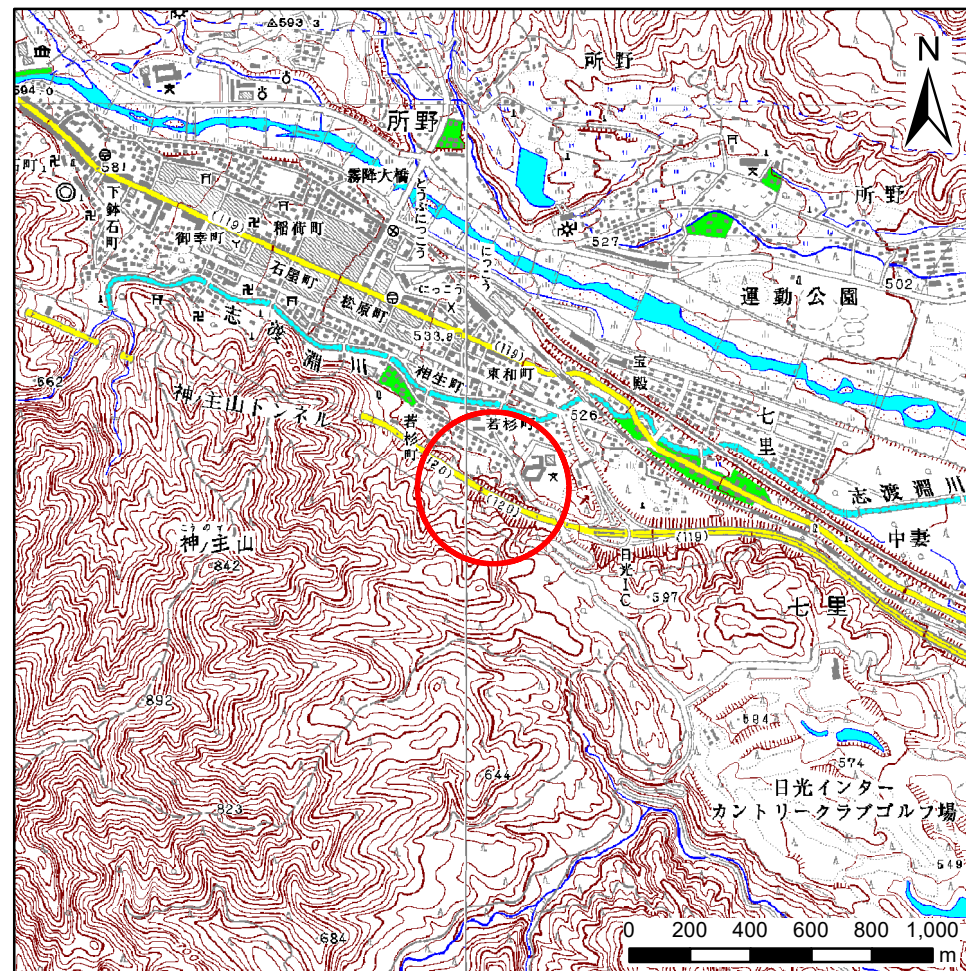 593.3
所野
N
594.0
所野
霧降大橋
とうぶにっこう
581
下鉢石町
(119)
稲荷町
御幸町
所野
527
502
石屋町
にっこう
にっこう
運動公園
松原町
533.8
(119)
志渡淵川
相生町
東和町
宝殿
662
神ノ主山トンネル
若杉町
若杉町
526
七里
志渡淵川
(120)
(120)
(119)
中妻
神ノ主山
842
日光IC
597
七里
892
584
574
644
日光インター
カントリークラブゴルフ場
823
549
684
0 200 400 600 800 1,000
m